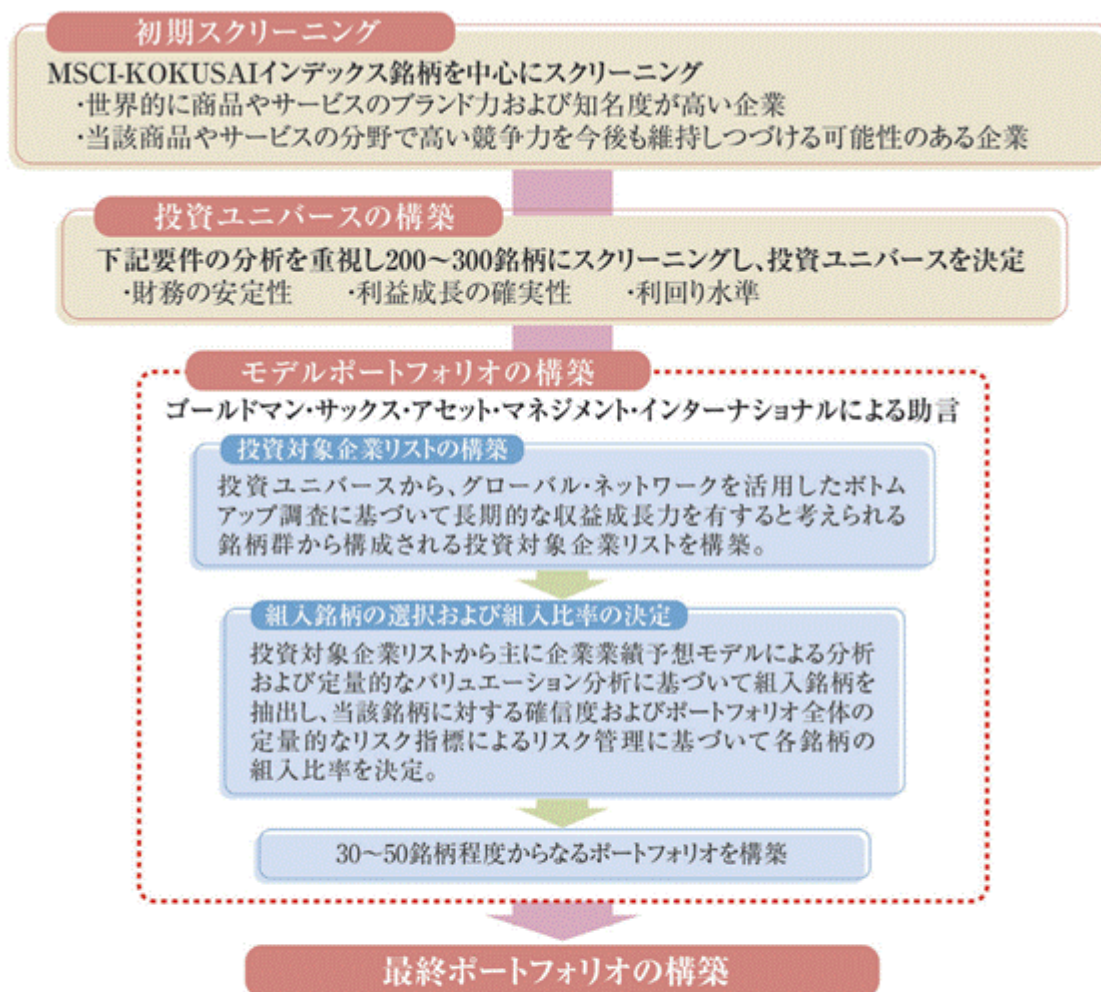 初期スクリーニング
MSCI-KOKUSAIインデックス銘柄を中心にスクリーニング
・世界的に商品やサービスのブランド力および知名度が高い企業
・当該商品やサービスの分野で高い競争力を今後も維持しつづける可能性のある企業
投資ユニバースの構築
下記要件の分析を重視し200～300銘柄にスクリーニングし、投資ユニバースを決定
・財務の安定性　・利益成長の確実性　・利回り水準
モデルポートフォリオの構築
ゴールドマン・サックス・アセット・マネジメント・インターナショナルによる助言
投資対象企業リストの構築
投資ユニバースから、グローバル・ネットワークを活用したボトム
アップ調査に基づいて長期的な収益成長力を有すると考えられる
銘柄群から構成される投資対象企業リストを構築。
組入銘柄の選択および組入比率の決定
投資対象企業リストから主に企業業績予想モデルによる分析
および定量的なバリュエーション分析に基づいて組入銘柄を
抽出し、当該銘柄に対する確信度およびポートフォリオ全体の
定量的なリスク指標によるリスク管理に基づいて各銘柄の
組入比率を決定。
30～50銘柄程度からなるポートフォリオを構築
最終ポートフォリオの構築